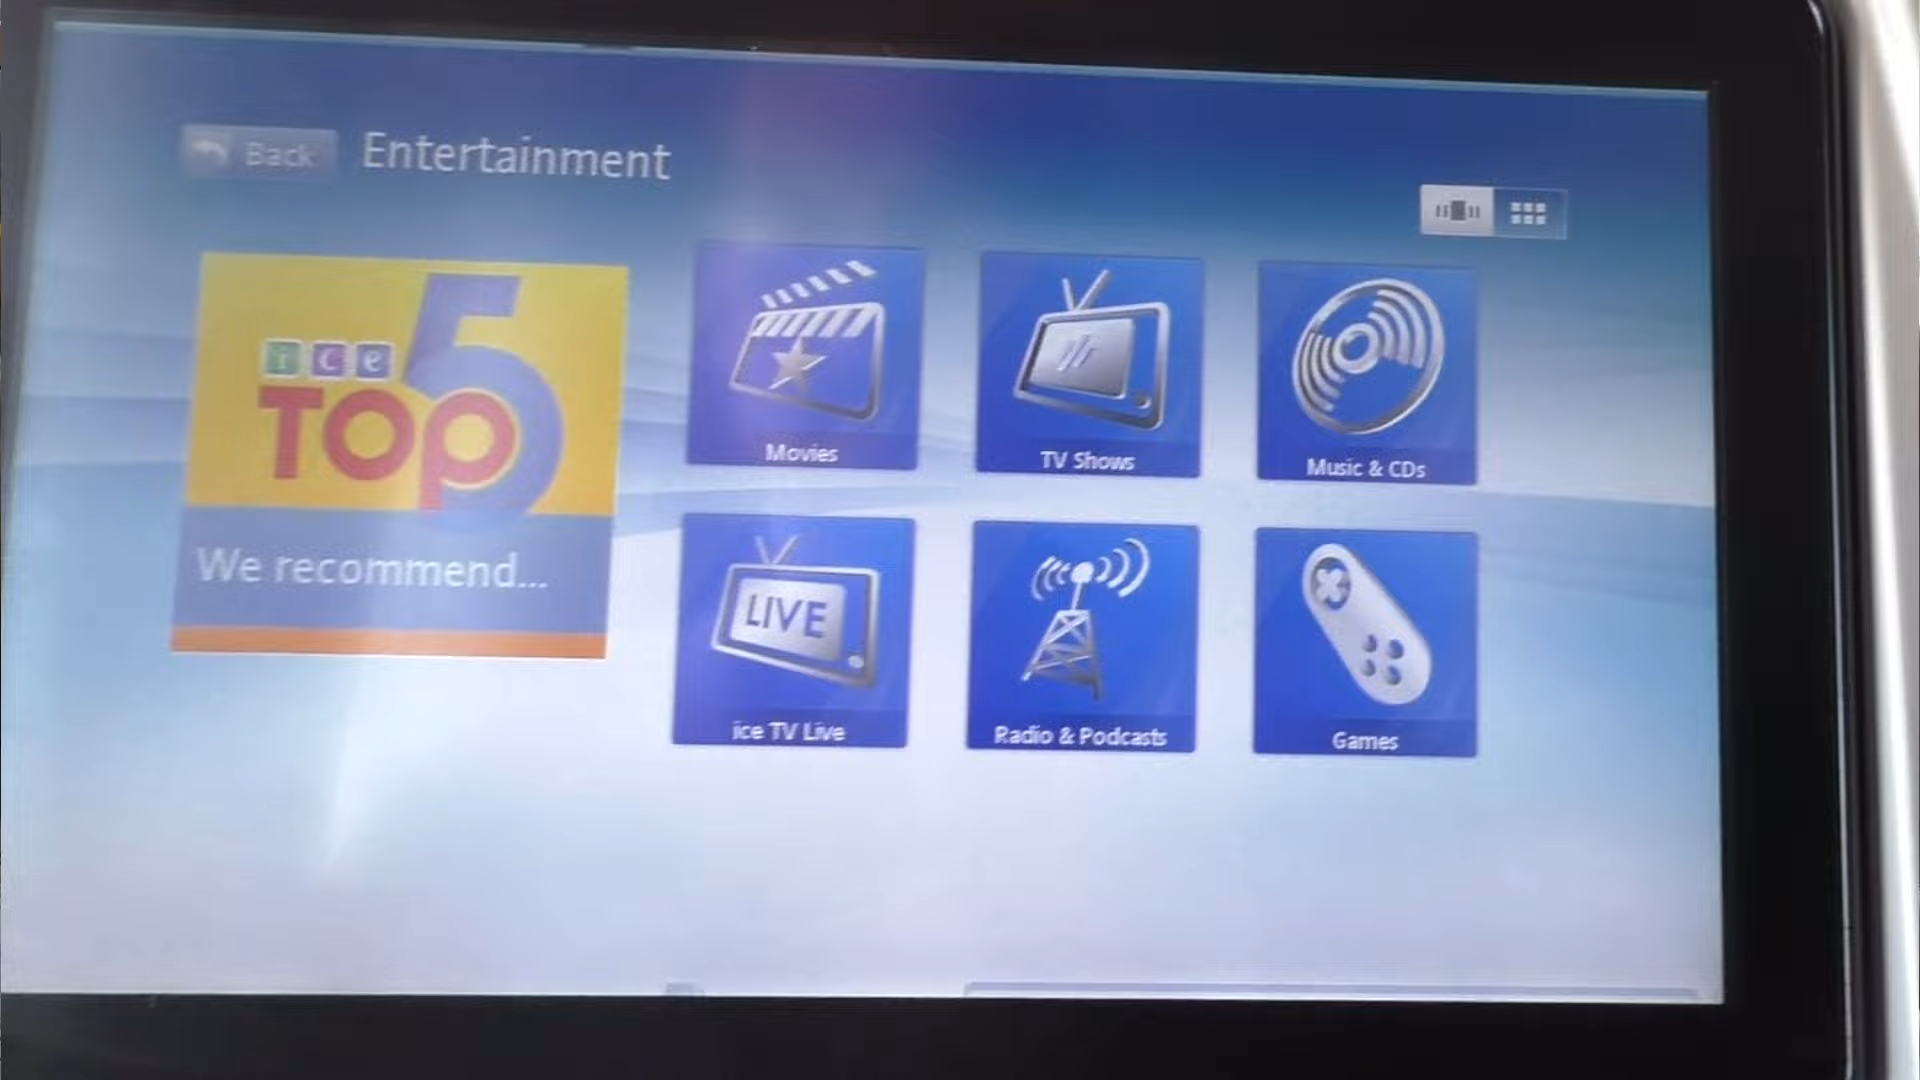 Back
Entertainment
ice
TOP
5
We recommend...
Movies
TV Shows
Music & CDs
LIVE
ice TV Live
Radio & Podcasts
Games